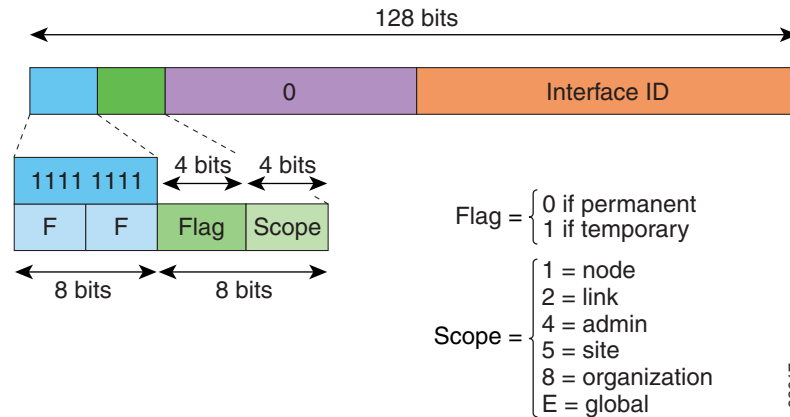 128 bits
0
Interface ID
1111 1111
4 bits
4 bits
F
F
Flag
Scope
8 bits
8 bits
Flag =
0 if permanent
1 if temporary
Scope =
1 = node
2 = link
4 = admin
5 = site
8 = organization
E = global